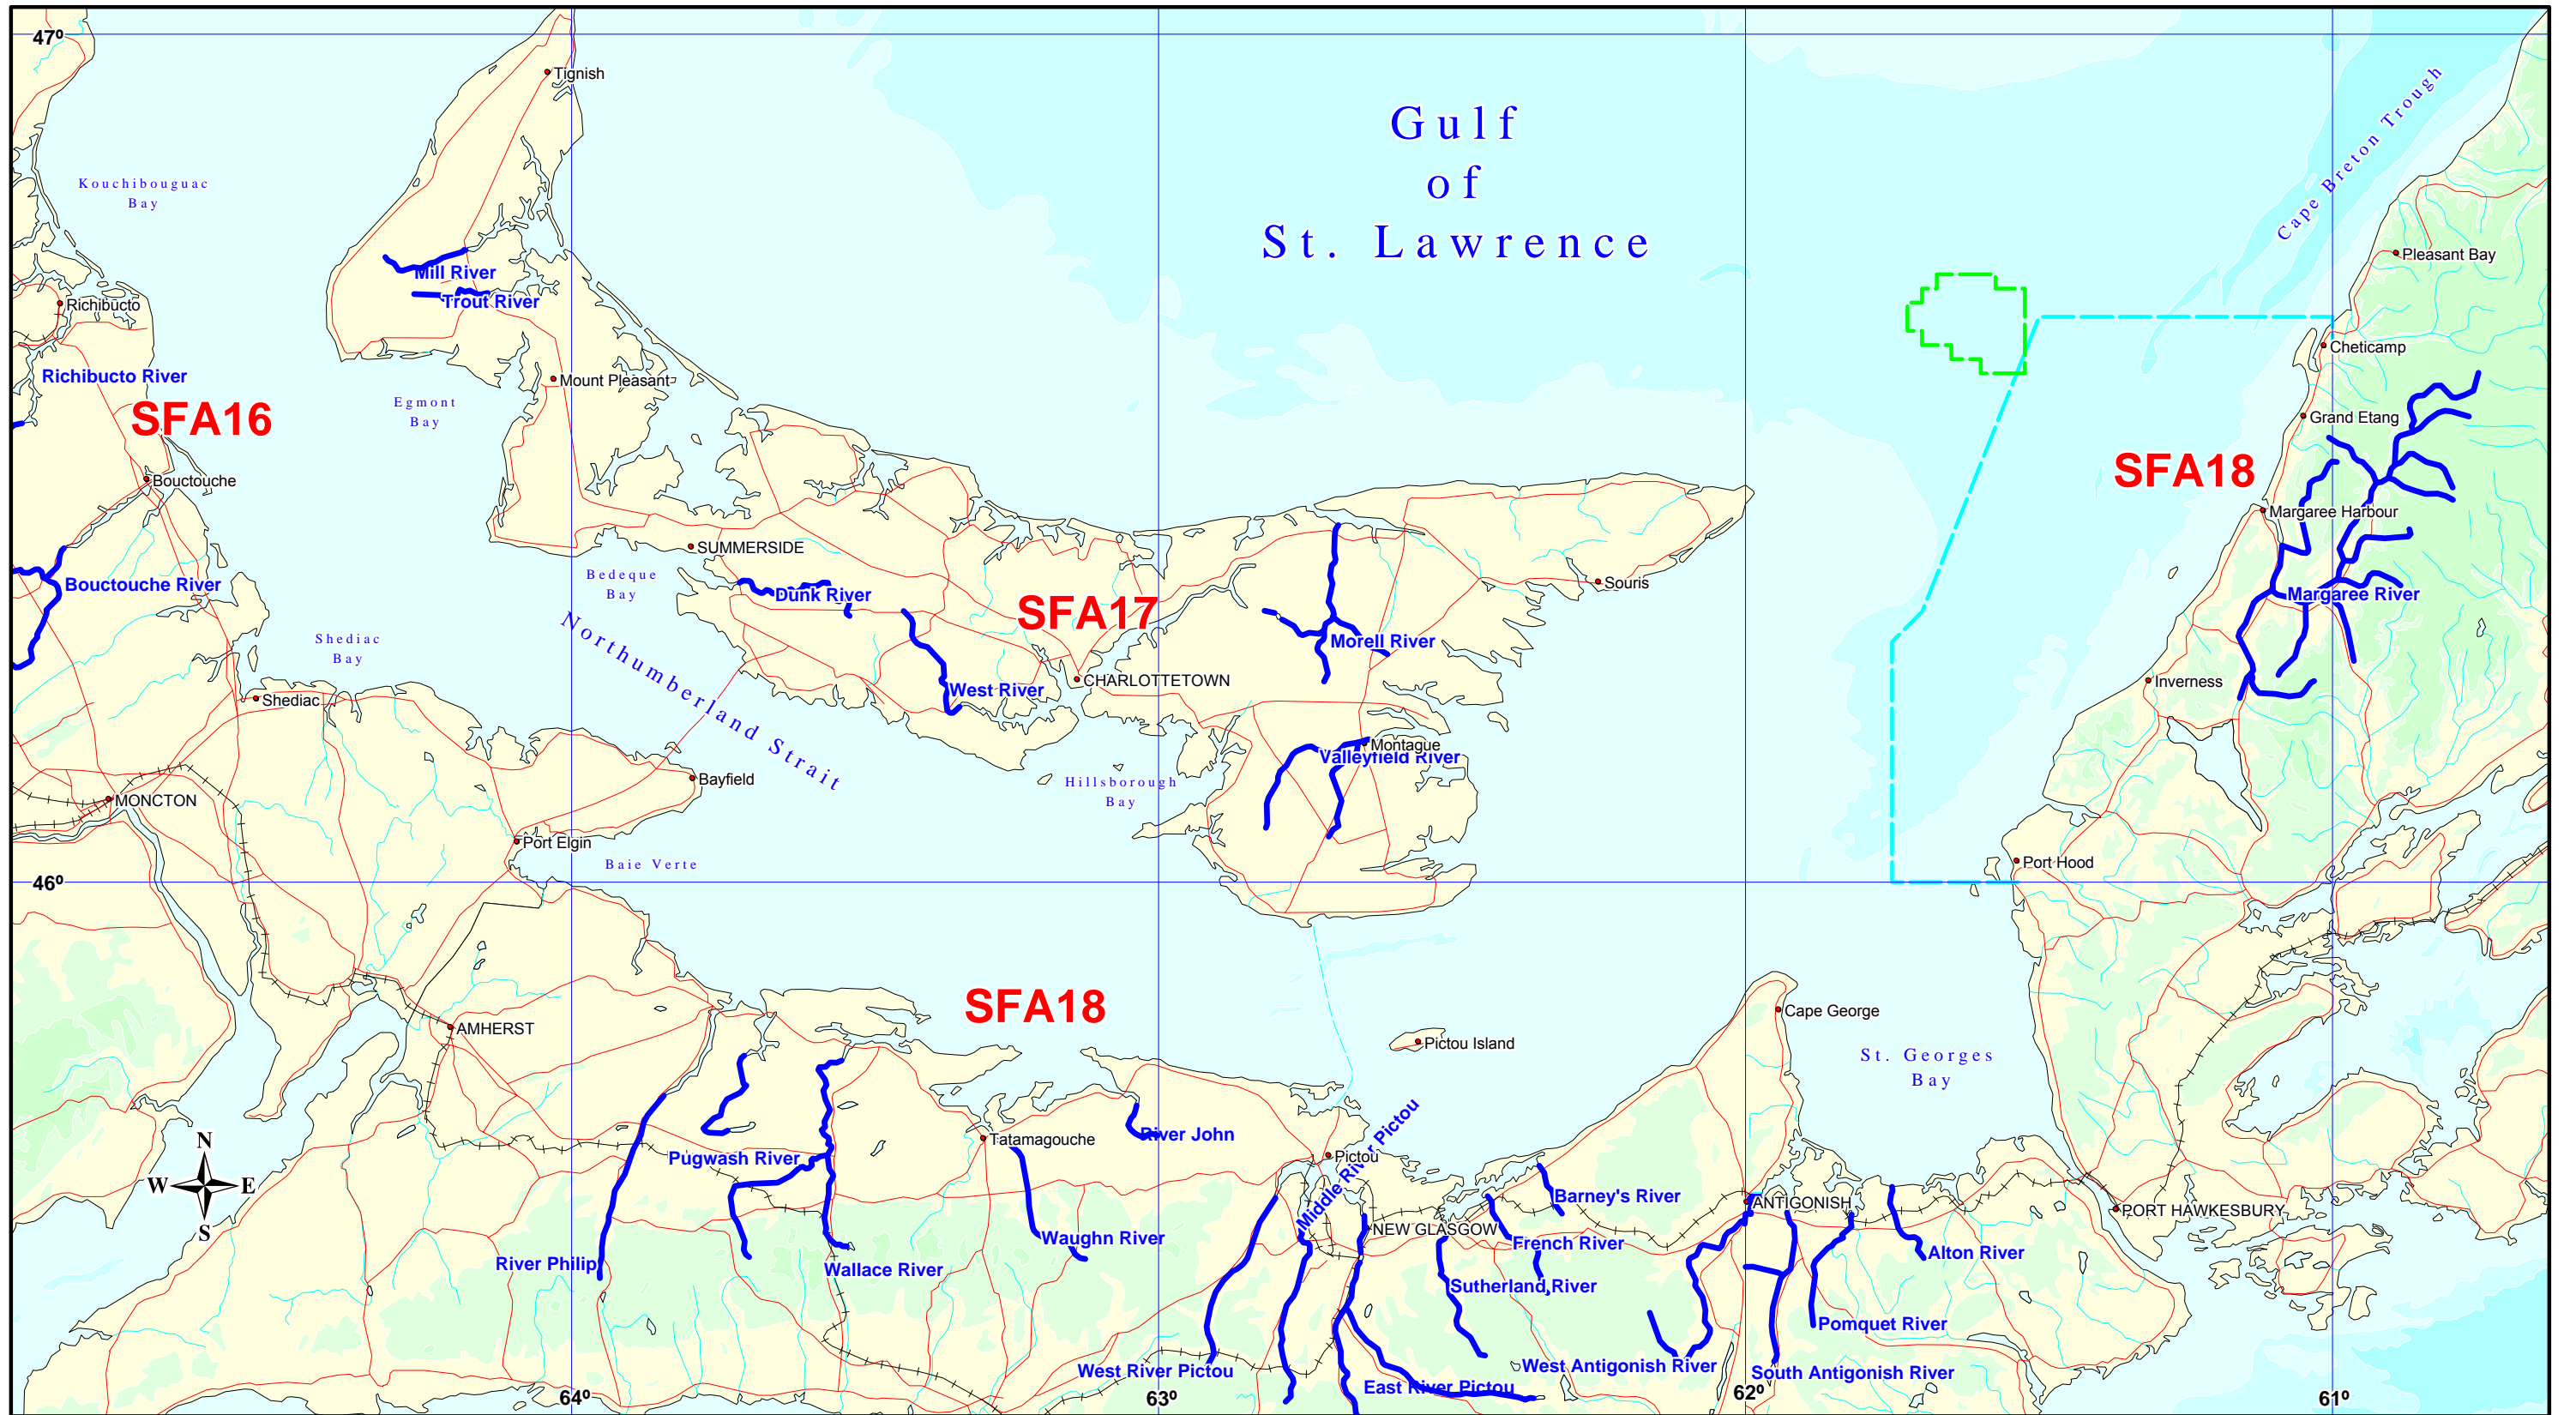 47º
Tignish
Gulf
of
St. Lawrence
Cape Breton Trough
Kouchibouguac
Bay
Pleasant Bay
Mill River
Trout River
Richibucto
Cheticamp
Richibucto River
Mount Pleasant
Egmont
Bay
SFA16
Grand Etang
SFA18
Bouctouche
Margaree Harbour
SUMMERSIDE
Bedeque
Bay
Souris
Bouctouche River
Dunk River
SFA17
Margaree River
Northumberland Strait
Shediac
Bay
Morell River
CHARLOTTETOWN
Inverness
West River
Shediac
Montague
Valleyfield River
Bayfield
Hillsborough
Bay
MONCTON
Port Elgin
Baie Verte
Port Hood
46º
SFA18
Cape George
AMHERST
Pictou Island
St. Georges
Bay
Middle River Pictou
River John
Tatamagouche
Pictou
Pugwash River
N
W
E
S
Barney's River
ANTIGONISH
PORT HAWKESBURY
NEW GLASGOW
Waughn River
French River
Alton River
River Philip
Wallace River
Sutherland River
Pomquet River
West River Pictou
West Antigonish River
South Antigonish River
East River Pictou
64º
63º
62º
61º